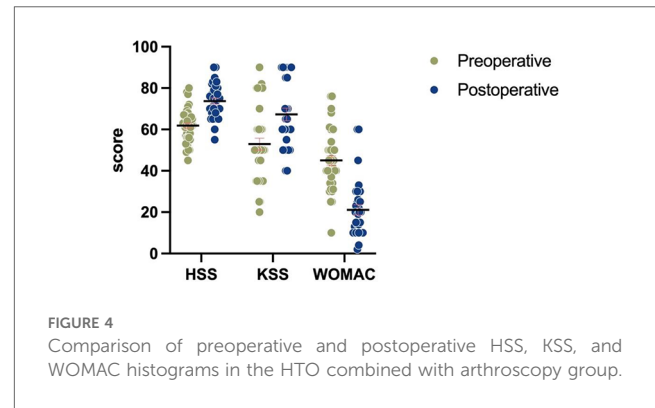 100
80
60
40
20
0
score
HSS
KSS
WOMAC
Preoperative
Postoperative
FIGURE 4
Comparison of preoperative and postoperative HSS, KSS, and
WOMAC histograms in the HTO combined with arthroscopy group.